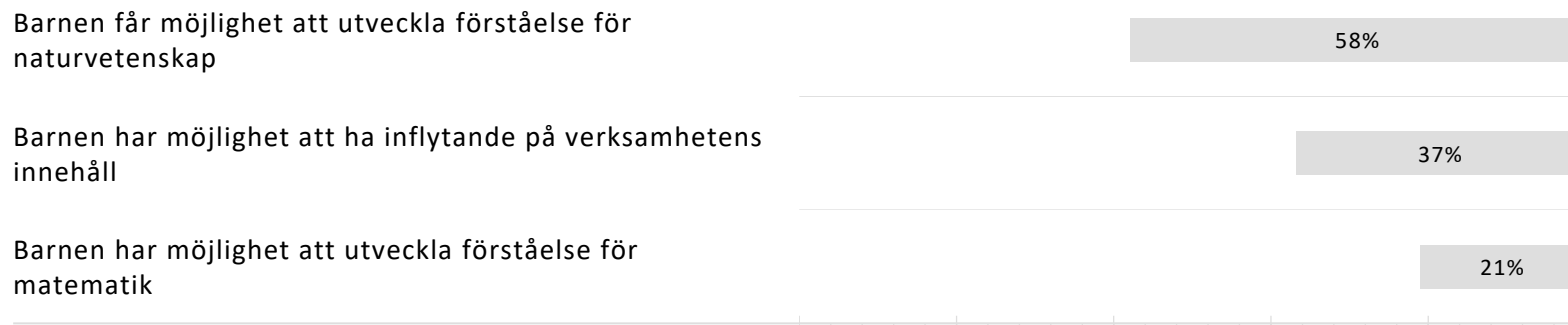 Barnen får möjlighet att utveckla förståelse för
naturvetenskap
58%
Barnen har möjlighet att ha inflytande på verksamhetens
innehåll
37%
Barnen har möjlighet att utveckla förståelse för
matematik
21%